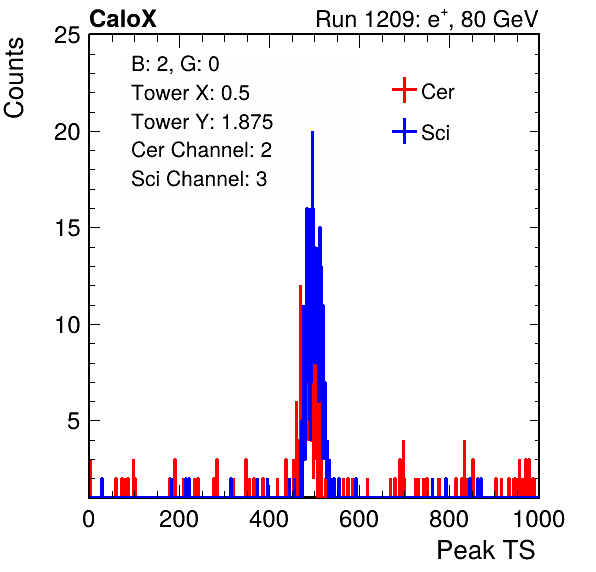 CaloX
Run 1209: e+, 80 GeV
Counts
25
20
15
10
5
B: 2, G: 0
Tower X: 0.5
Tower Y: 1.875
Cer Channel: 2
Sci Channel: 3
Cer
Sci
0 200 400 600 800 1000
Peak TS